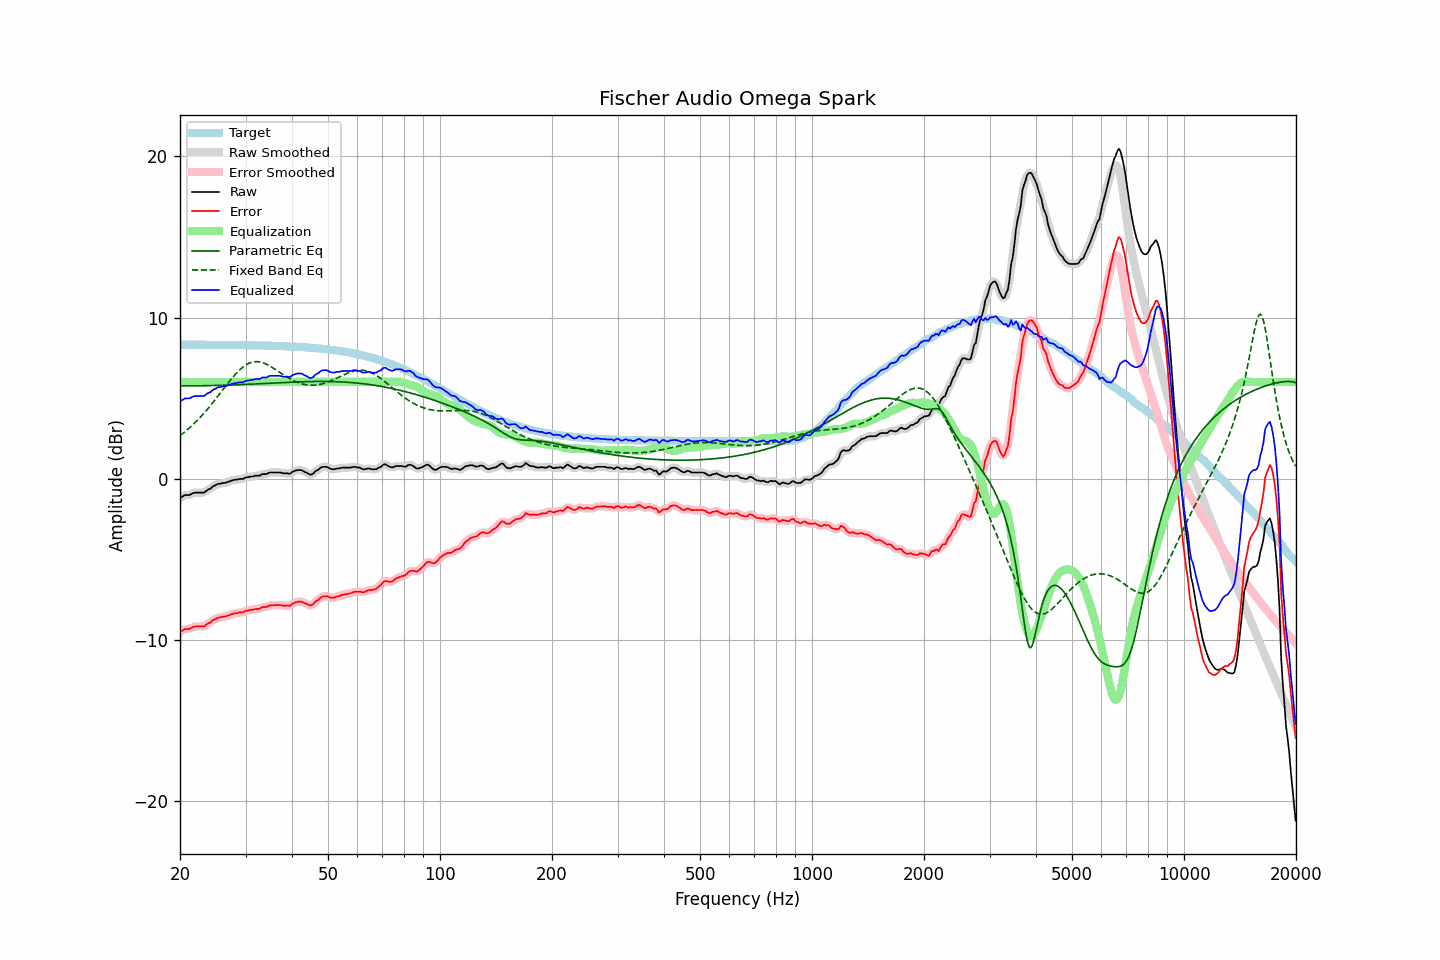 Fischer Audio Omega Spark
Target
Raw Smoothed
Error Smoothed
Raw
Error
Equalization
Parametric Eq
Fixed Band Eq
Equalized
20
10
0
−10
−20
Amplitude (dBr)
20 50 100 200 500 1000 2000 5000 10000 20000
Frequency (Hz)